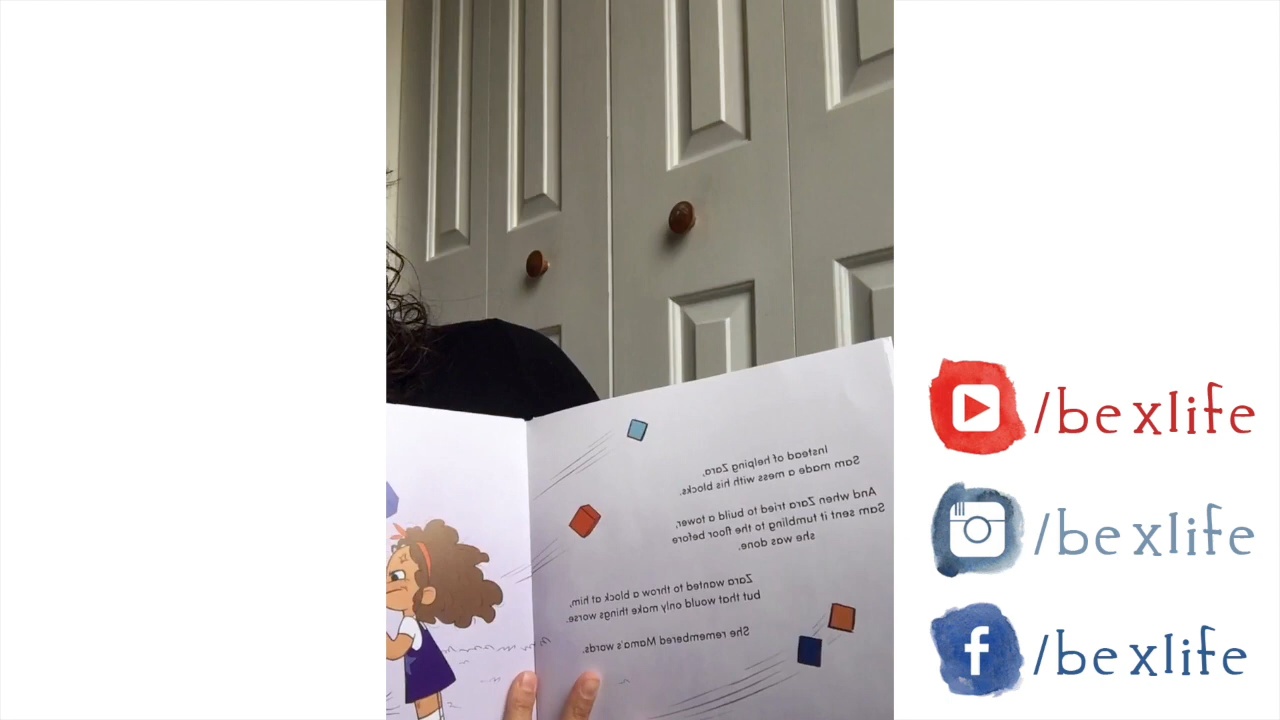 Instead of helping Zara,
Sam made a mess with his blocks.
And when Zara tried to build a tower,
Sam sent it tumbling to the floor before
she was done.
Zara wanted to throw a block at him,
but that would only make things worse.
She remembered Mama's words.
/bexlife
/bexlife
f /bexlife